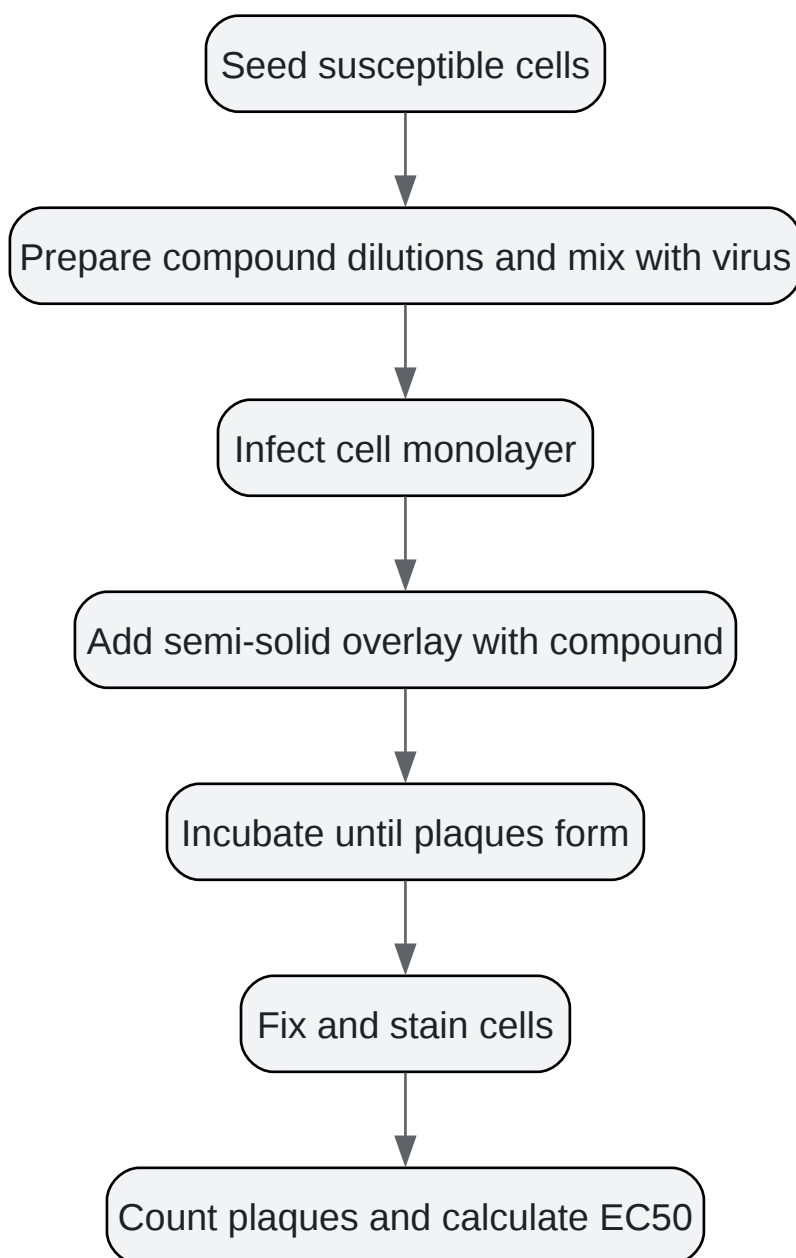 Seed susceptible cells
Prepare compound dilutions and mix with virus
Infect cell monolayer
Add semi-solid overlay with compound
Incubate until plaques form
Fix and stain cells
Count plaques and calculate EC50